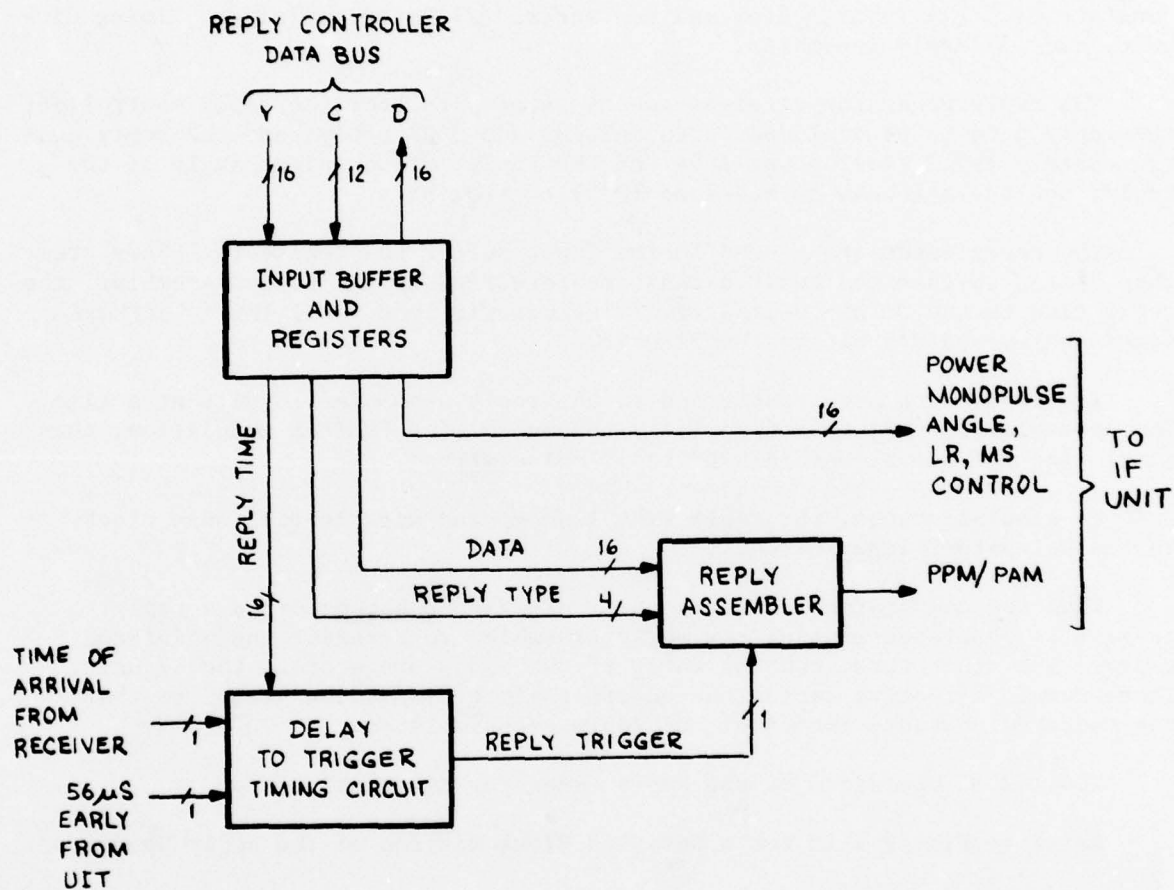 REPLY CONTROLLER
DATA BUS
Y C D
16 12 16
INPUT BUFFER
AND
REGISTERS
POWER
MONOPULSE
ANGLE,
LR, MS
CONTROL
16
TO
IF
UNIT
REPLY TIME
16
DATA 16
REPLY TYPE 4
REPLY
ASSEMBLER
PPM/PAM
TIME OF
ARRIVAL
FROM
RECEIVER
1
DELAY
TO TRIGGER
TIMING CIRCUIT
REPLY TRIGGER
1
56µS
EARLY
FROM
UIT
1